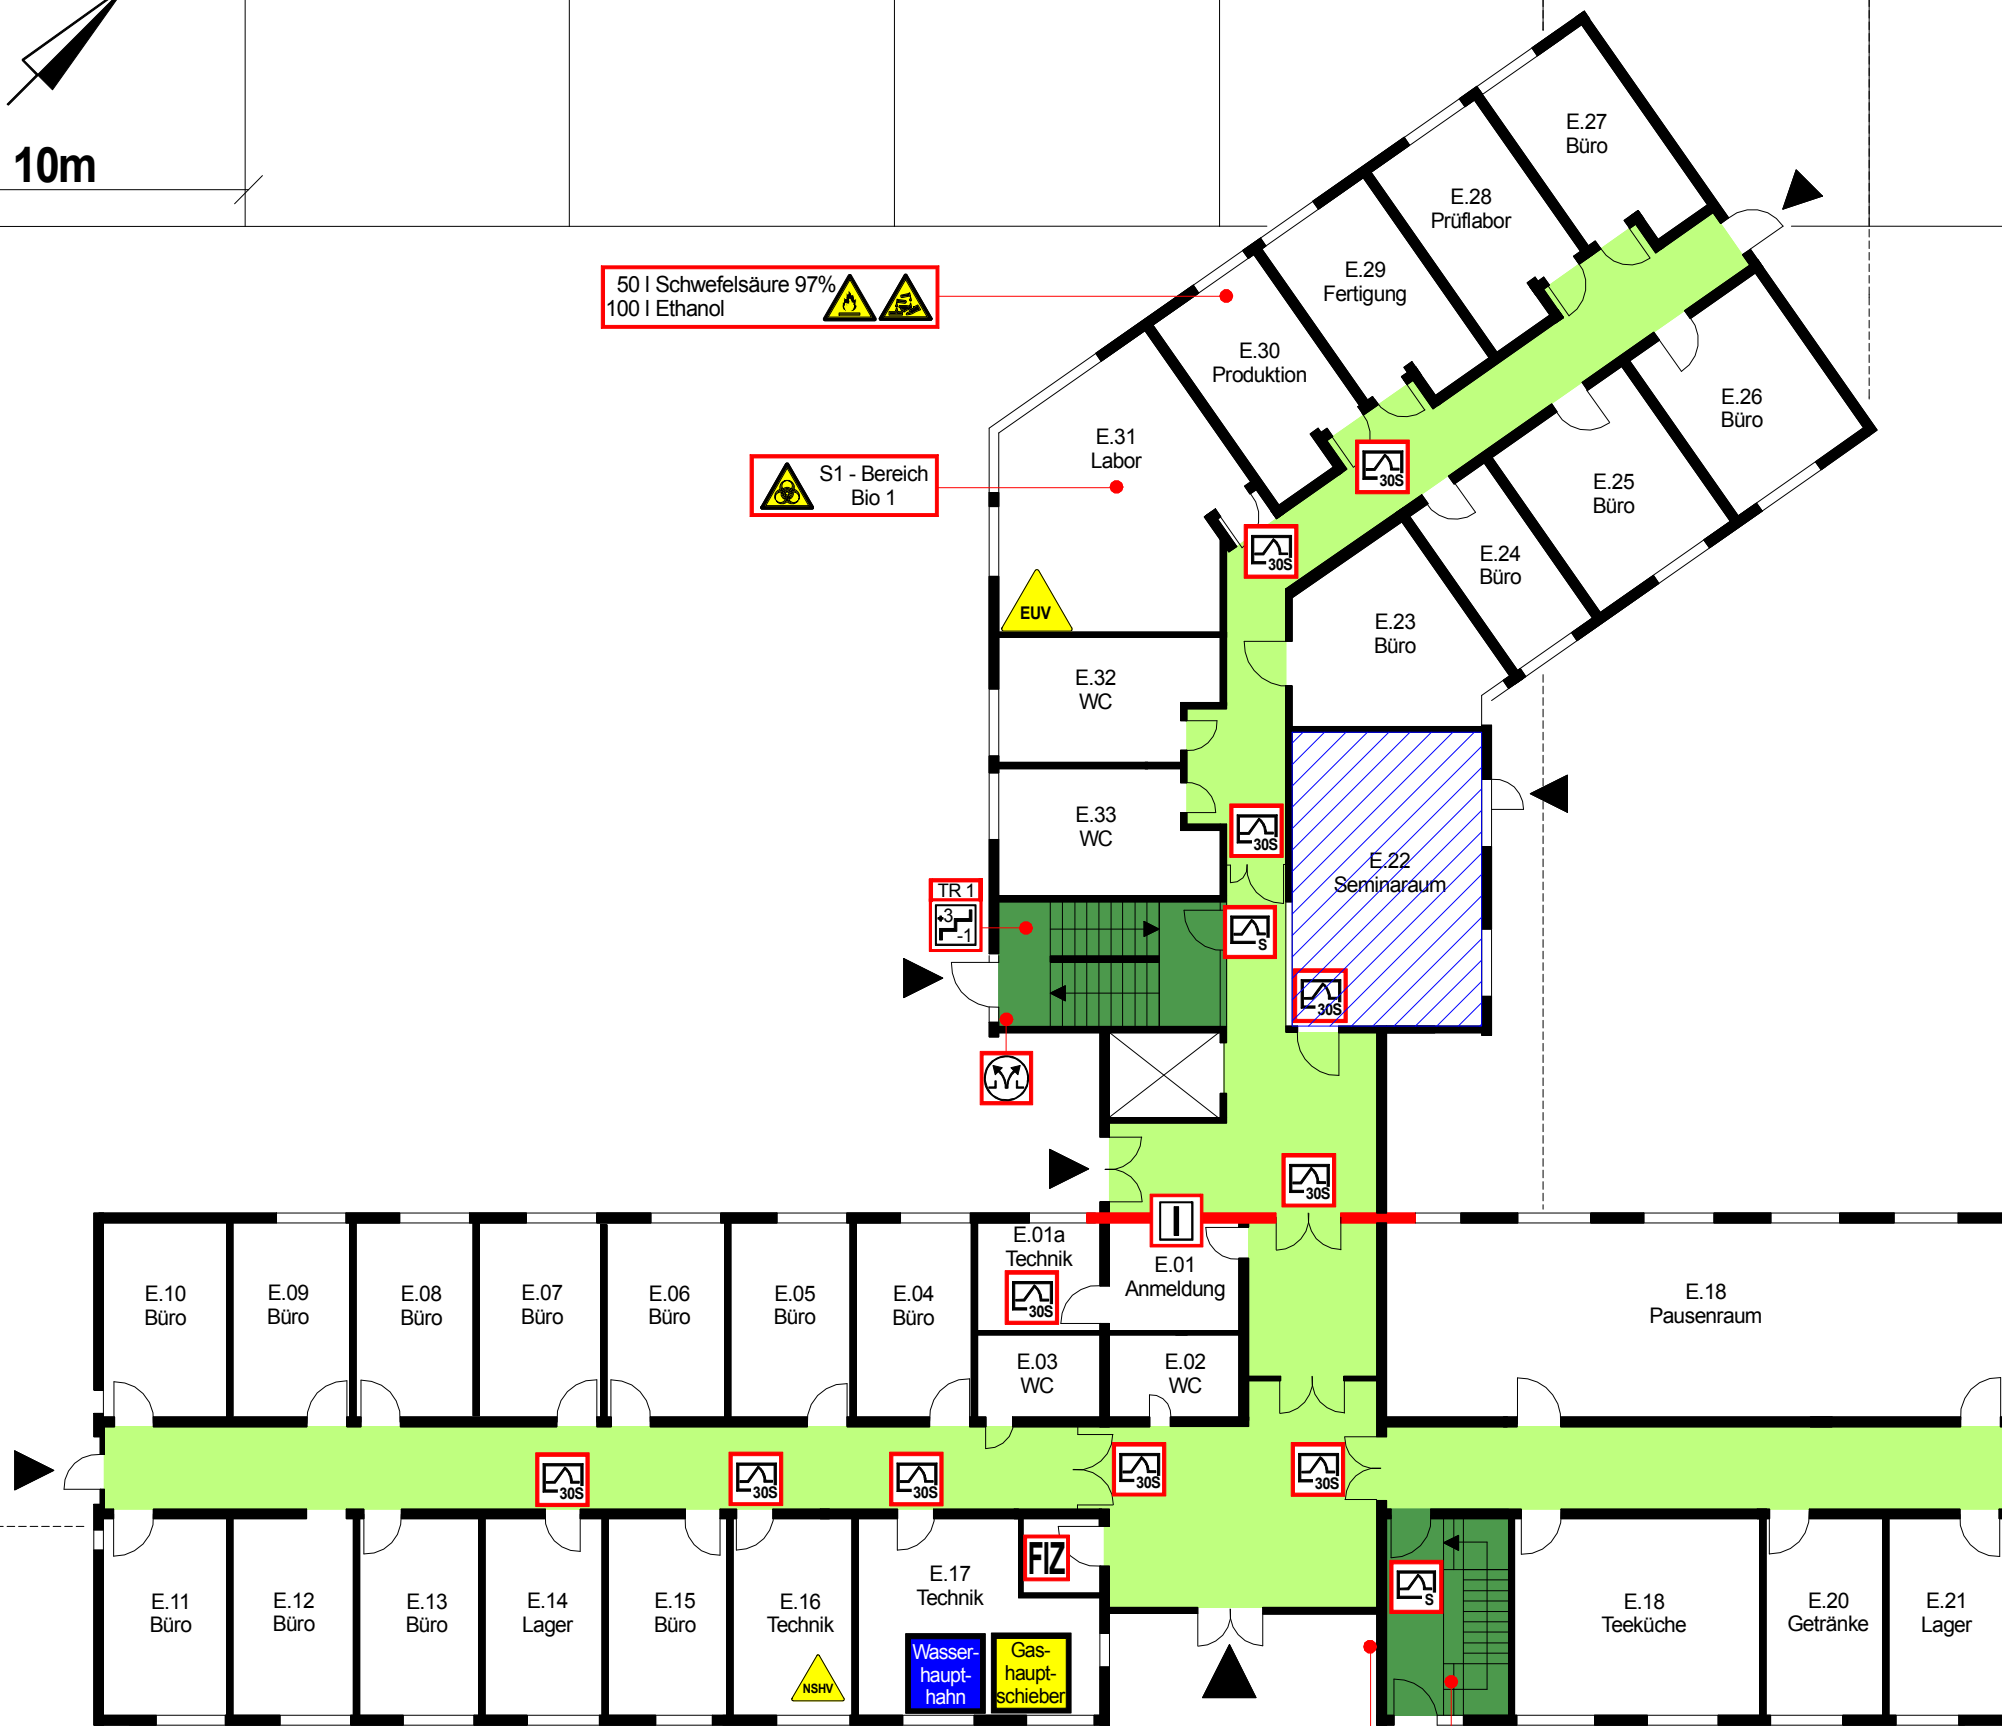 10m
E.27
Büro
E.28
Prüflabor
50 l Schwefelsäure 97%
100 l Ethanol
E.29
Fertigung
E.30
Produktion
E.26
Büro
E.31
Labor
S1 - Bereich
Bio 1
30S
E.25
Büro
30S
E.24
Büro
EUV
E.23
Büro
E.32
WC
E.33
WC
30S
E.22
Seminaraum
TR 1
+3
-1
S
30S
30S
I
E.01a
Technik
30S
E.01
Anmeldung
E.10
Büro
E.09
Büro
E.08
Büro
E.07
Büro
E.06
Büro
E.05
Büro
E.04
Büro
E.18
Pausenraum
E.03
WC
E.02
WC
30S
30S
30S
30S
30S
FIZ
E.11
Büro
E.12
Büro
E.13
Büro
E.14
Lager
E.15
Büro
E.16
Technik
E.17
Technik
S
E.18
Teeküche
E.20
Getränke
E.21
Lager
NSHV
Wasser-
haupt-
hahn
Gas-
haupt-
schieber